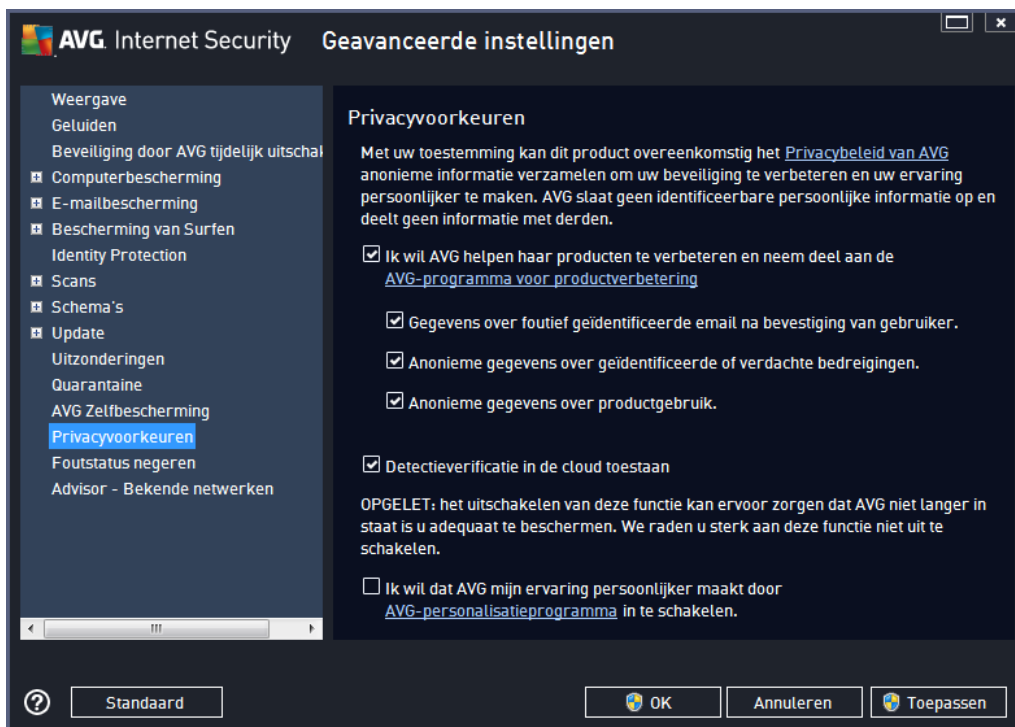 AVG. Internet Security
Geavanceerde instellingen
Weergave
Geluiden
Beveiliging door AVG tijdelijk uitschak
Computerbescherming
E-mailbescherming
Bescherming van Surfen
Identity Protection
Scans
Schema's
Update
Uitzonderingen
Quarantaine
AVG Zelfbescherming
Privacyvoorkeuren
Foutstatus negeren
Advisor - Bekende netwerken
Privacyvoorkeuren
Met uw toestemming kan dit product overeenkomstig het Privacybeleid van AVG
anonieme informatie verzamelen om uw beveiliging te verbeteren en uw ervaring
persoonlijker te maken. AVG slaat geen identificeerbare persoonlijke informatie op en
deelt geen informatie met derden.
Ik wil AVG helpen haar producten te verbeteren en neem deel aan de
AVG-programma voor productverbetering
Gegevens over foutief geïdentificeerde email na bevestiging van gebruiker.
Anonieme gegevens over geïdentificeerde of verdachte bedreigingen.
Anonieme gegevens over productgebruik.
Detectieverificatie in de cloud toestaan
OPGELET: het uitschakelen van deze functie kan ervoor zorgen dat AVG niet langer in
staat is u adequaat te beschermen. We raden u sterk aan deze functie niet uit te
schakelen.
Ik wil dat AVG mijn ervaring persoonlijker maakt door
AVG-personalisatieprogramma in te schakelen.
Standaard
OK
Annuleren
Toepassen